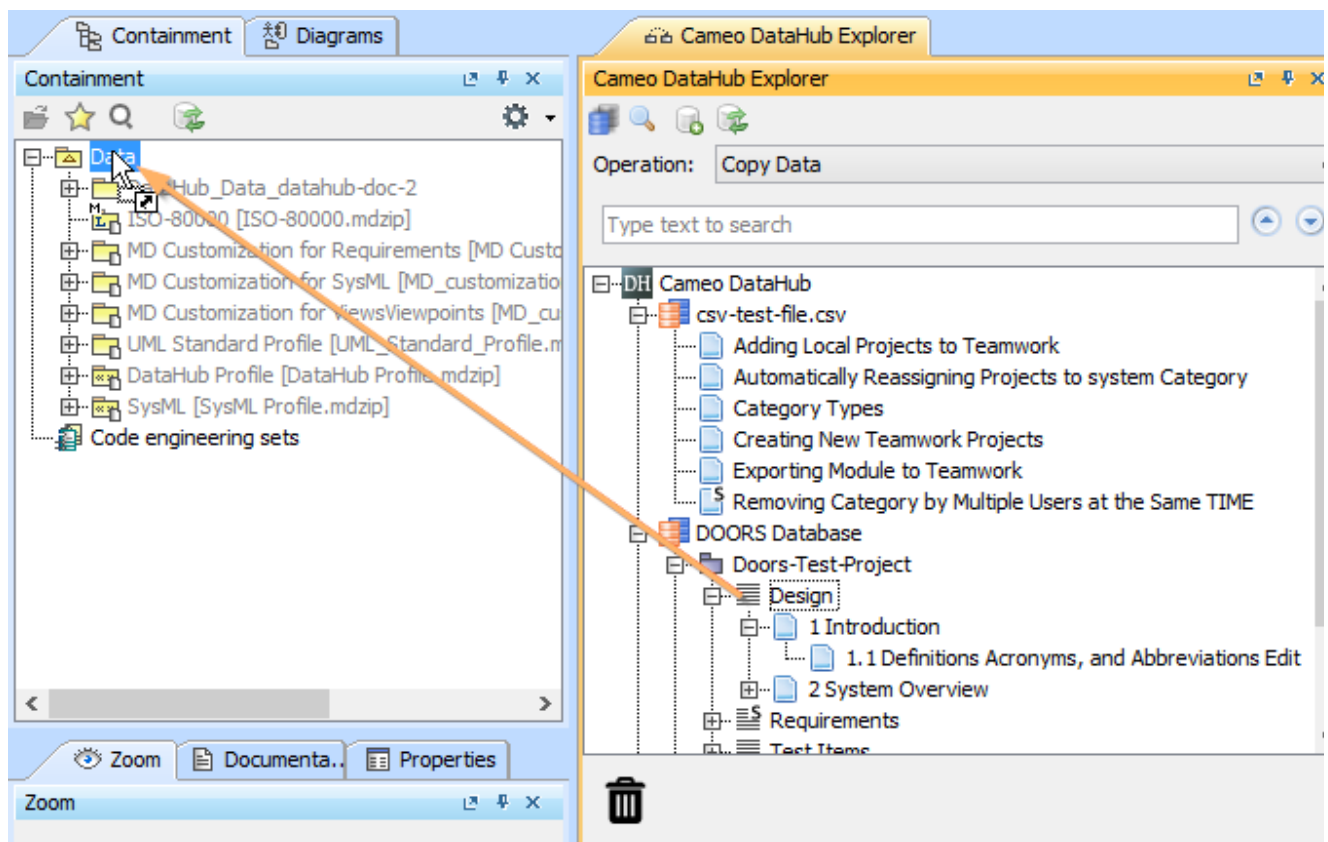 Containment
Diagrams
Containment
Data
Hub_Data_datahub-doc-2
ISO-80000 [ISO-80000.mdzip]
MD Customization for Requirements [MD Custo
MD Customization for SysML [MD_customizatio
MD Customization for ViewsViewpoints [MD_cu
UML Standard Profile [UML_Standard_Profile.m
DataHub Profile [DataHub Profile.mdzip]
SysML [SysML Profile.mdzip]
Code engineering sets
Zoom
Documenta..
Properties
Zoom
Cameo DataHub Explorer
Cameo DataHub Explorer
Operation: Copy Data
Type text to search
DH Cameo DataHub
csv-test-file.csv
Adding Local Projects to Teamwork
Automatically Reassigning Projects to system Category
Category Types
Creating New Teamwork Projects
Exporting Module to Teamwork
S Removing Category by Multiple Users at the Same TIME
DOORS Database
Doors-Test-Project
Design
1 Introduction
1.1 Definitions Acronyms, and Abbreviations Edit
2 System Overview
S Requirements
Test Items